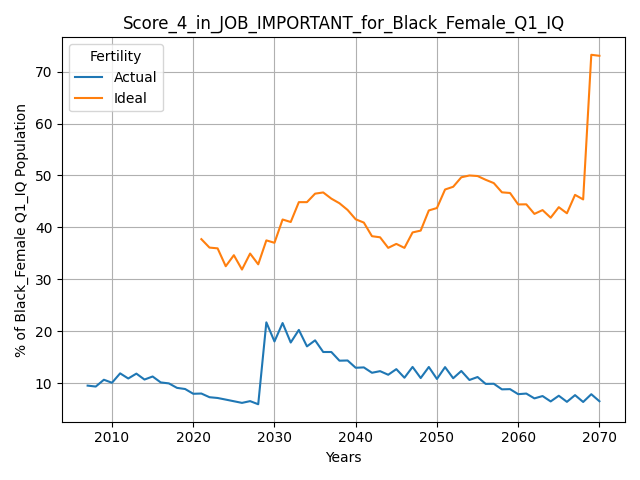 Score_4_in_JOB_IMPORTANT_for_Black_Female_Q1_IQ
Fertility
Actual
Ideal
% of Black_Female Q1_IQ Population
70
60
50
40
30
20
10
2010 2020 2030 2040 2050 2060 2070
Years